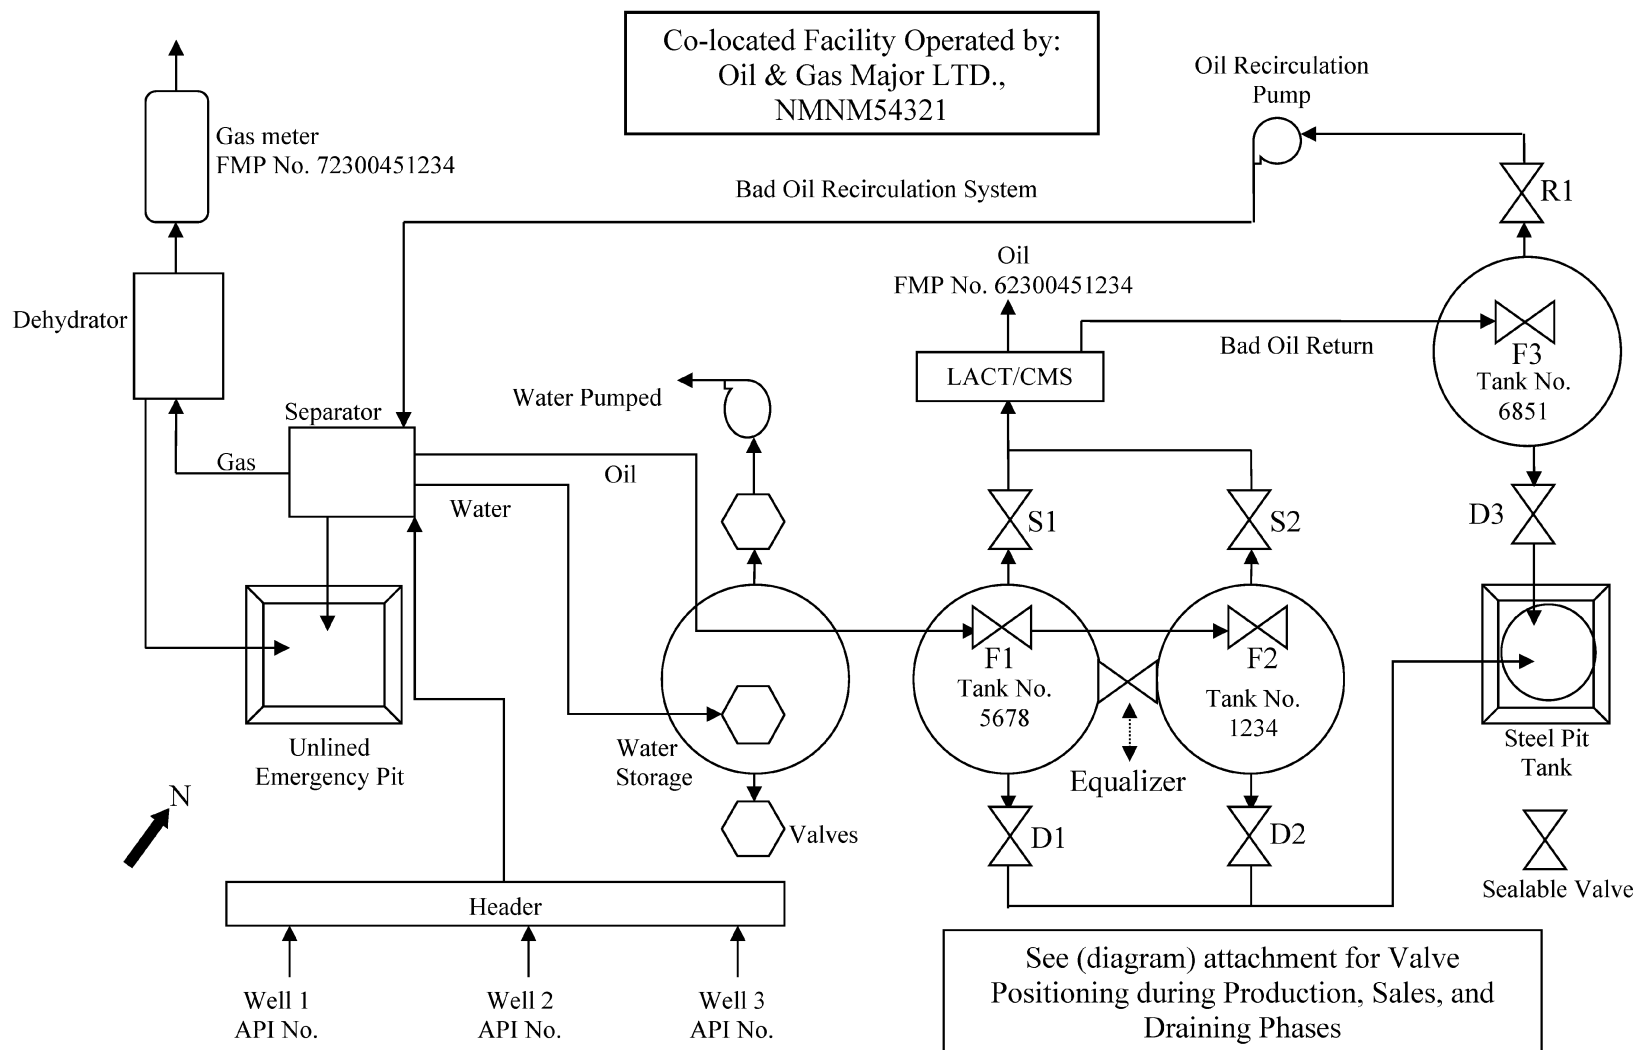 Co-located Facility Operated by:
Oil & Gas Major LTD.,
NMNM54321
Oil Recirculation
Pump
Gas meter
FMP No. 72300451234
Bad Oil Recirculation System
R1
Oil
FMP No. 62300451234
Dehydrator
Bad Oil Return
F3
Tank No.
6851
LACT/CMS
Water Pumped
Separator
Gas
Oil
Water
S1
S2
D3
F1
Tank No.
5678
F2
Tank No.
1234
Water
Storage
Equalizer
Steel Pit
Tank
Unlined
Emergency Pit
N
Valves
D1
D2
Sealable Valve
Header
Well 1
API No.
Well 2
API No.
Well 3
API No.
See (diagram) attachment for Valve
Positioning during Production, Sales, and
Draining Phases